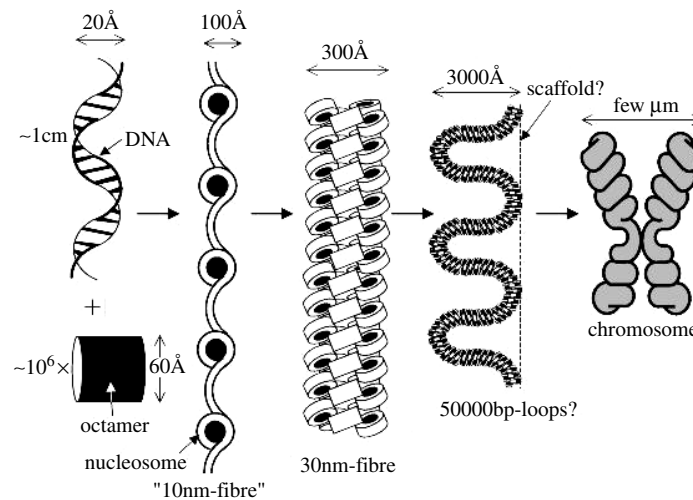 20Å
100Å
300Å
3000Å
scaffold?
few μm
~1cm
DNA
+
~10⁶×
60Å
octamer
nucleosome
"10nm-fibre"
30nm-fibre
50000bp-loops?
chromosome